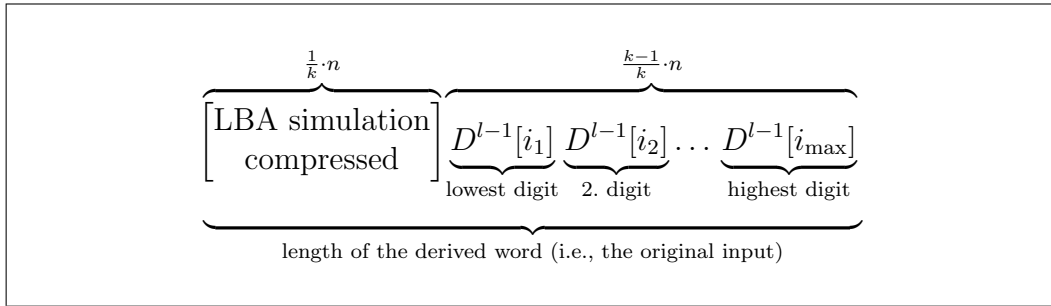 1/k · n    k−1/k · n
[LBA simulation compressed] D^{l−1}[i_1] D^{l−1}[i_2] … D^{l−1}[i_max]
lowest digit 2. digit highest digit
length of the derived word (i.e., the original input)